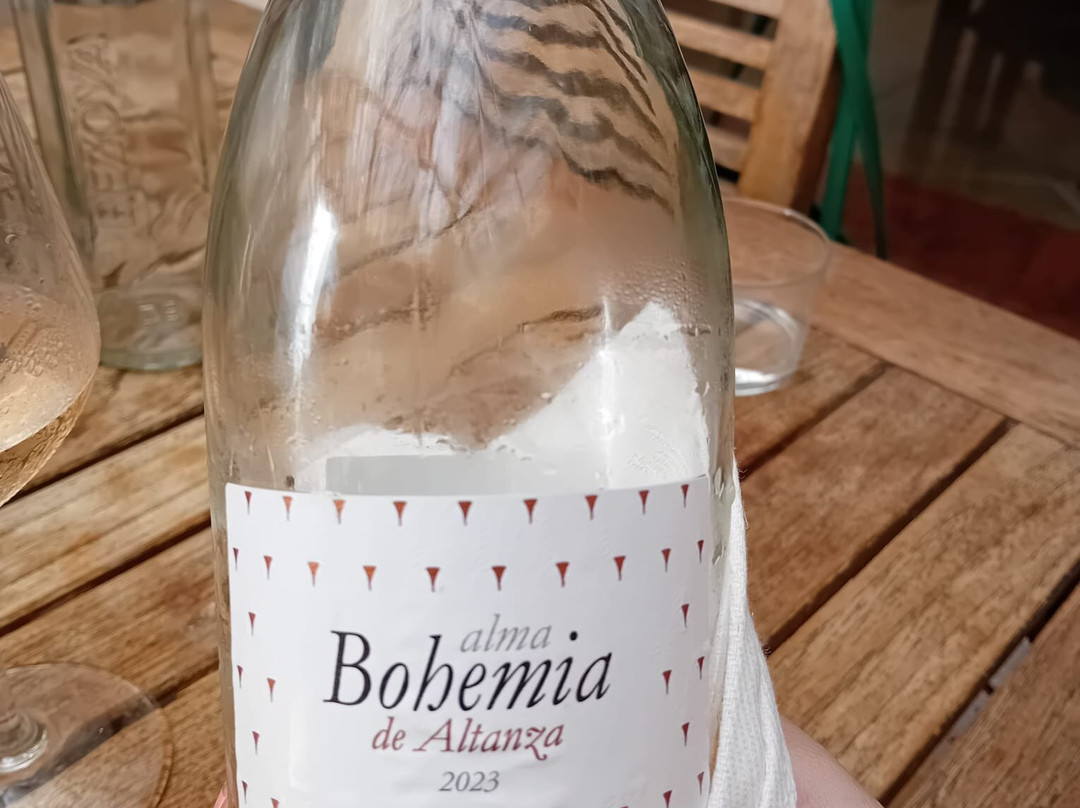 alma
Bohemia
de Altanza
2023